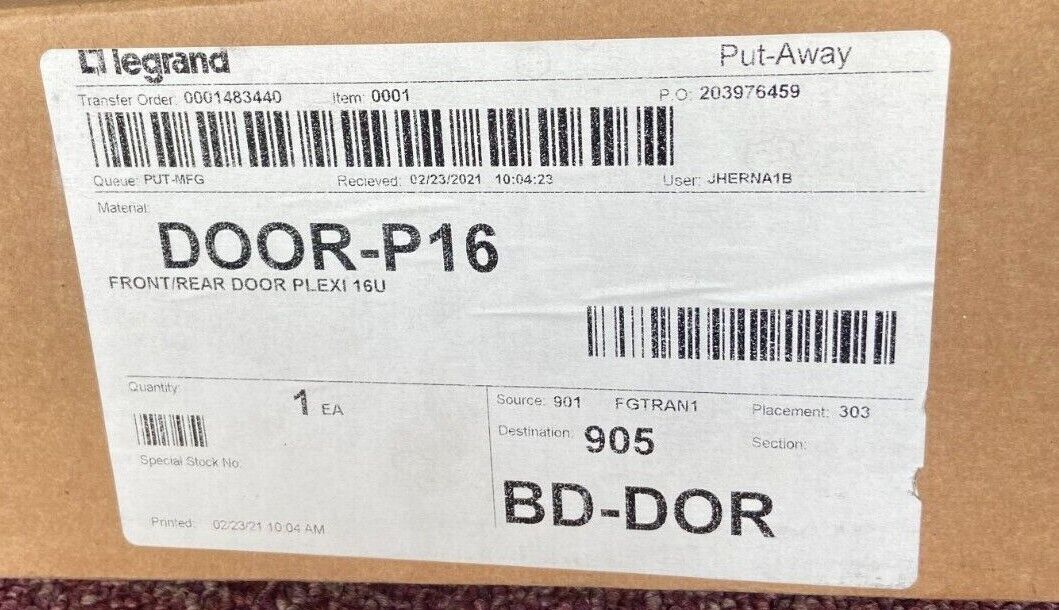 legrand Put-Away
Transfer Order: 0001483440 Item: 0001 P.O: 203976459
Queue: PUT-MFG Recieved: 02/23/2021 10:04:23 User: JHERNA1B
Material:
DOOR-P16
FRONT/REAR DOOR PLEXI 16U
Quantity: 1 EA
Special Stock No:
Printed: 02/23/21 10:04 AM
Source: 901 FGTRAN1 Placement: 303
Destination: 905 Section:
BD-DOR